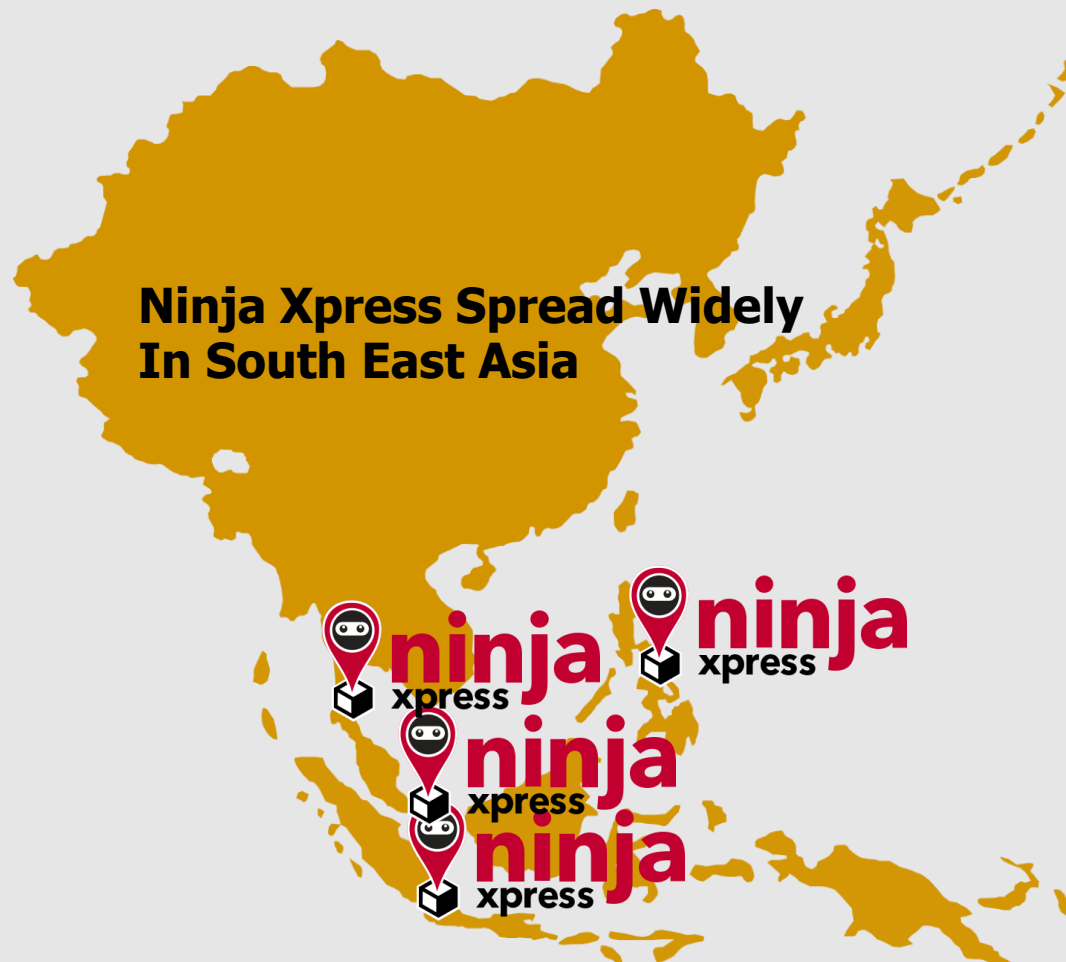 Ninja Xpress Spread Widely
In South East Asia
ninja
xpress
ninja
xpress
ninja
xpress
ninja
xpress